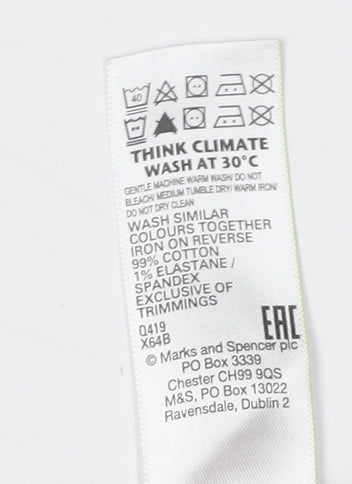 40
THINK CLIMATE
WASH AT 30°C
GENTLE MACHINE WARM WASH/ DO NOT
BLEACH/ MEDIUM TUMBLE DRY/ WARM IRON/
DO NOT DRY CLEAN
WASH SIMILAR
COLOURS TOGETHER
IRON ON REVERSE
99% COTTON
1% ELASTANE /
SPANDEX
EXCLUSIVE OF
TRIMMINGS
0419
X64B
EAC
© Marks and Spencer plc
PO Box 3339
Chester CH99 9QS
M&S, PO Box 13022
Ravensdale, Dublin 2